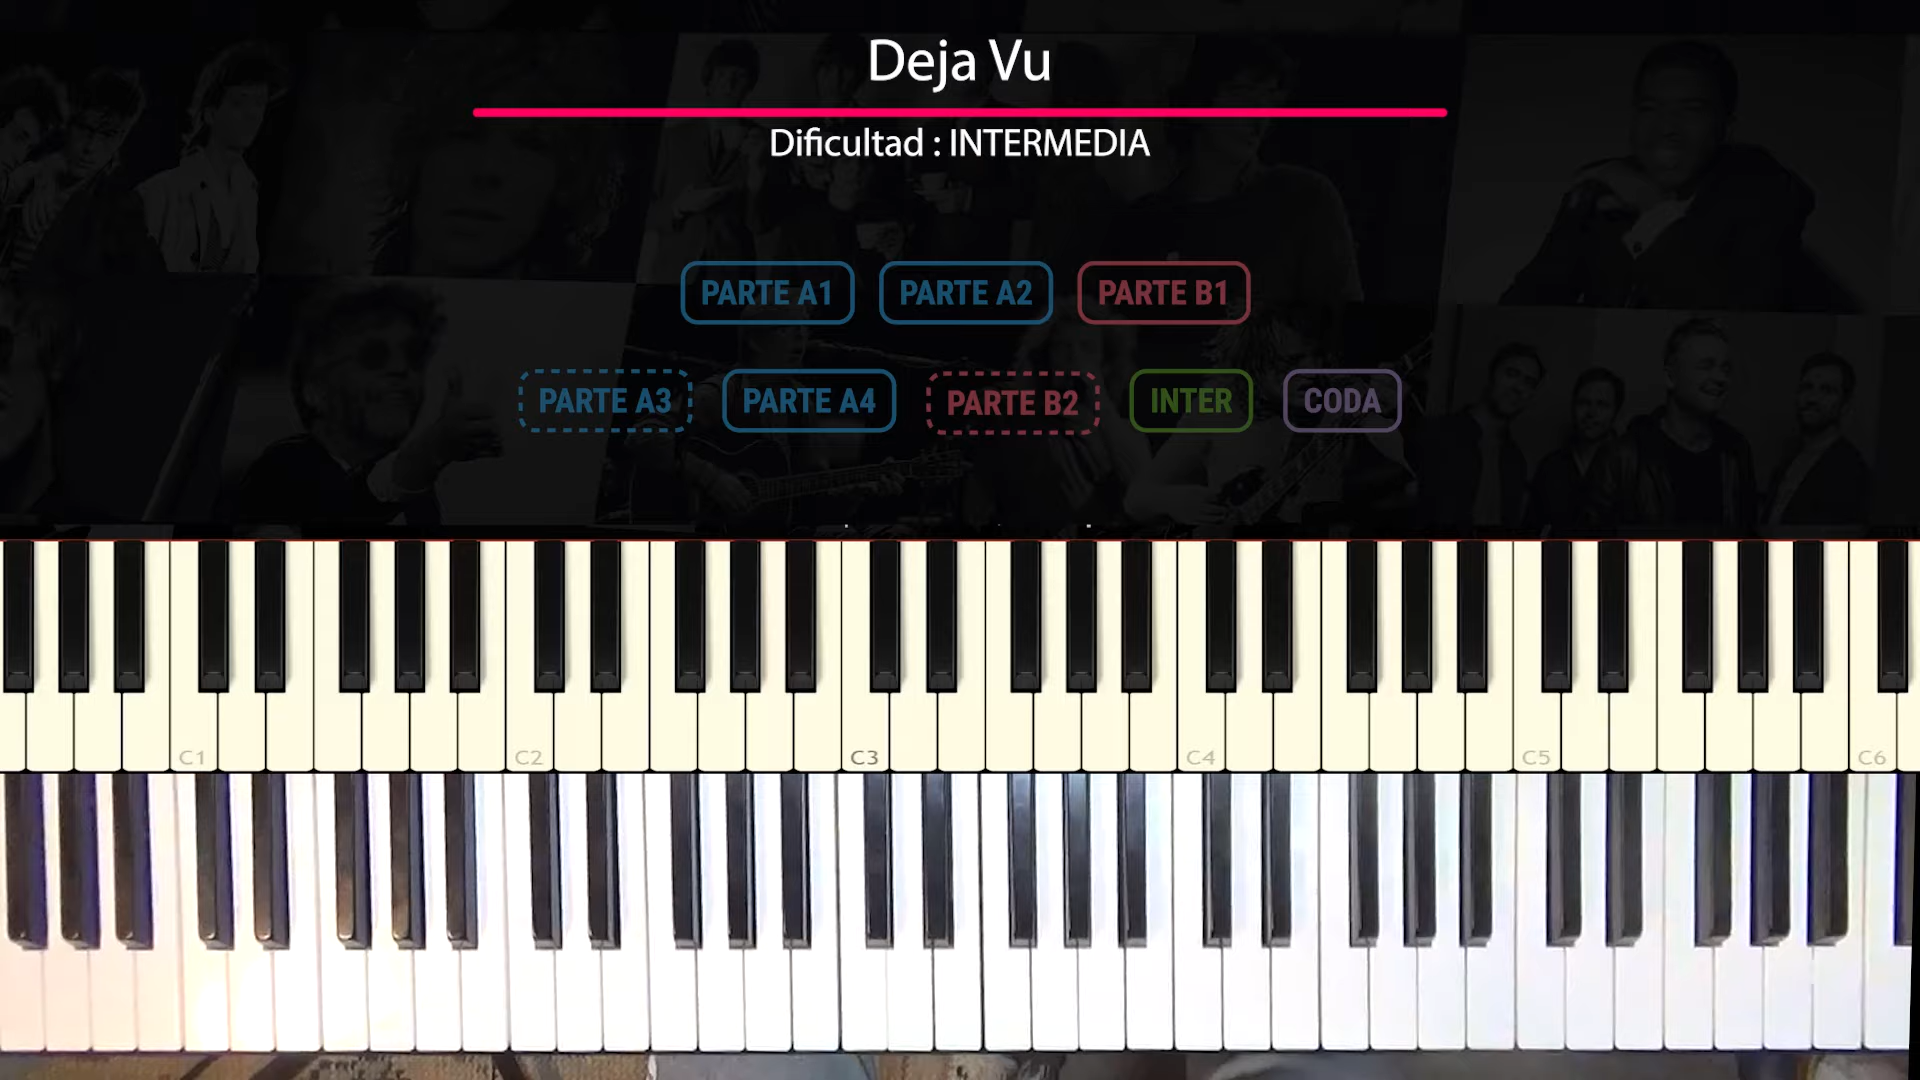 Deja Vu
Dificultad : INTERMEDIA
PARTE A1 PARTE A2 PARTE B1
PARTE A3 PARTE A4 PARTE B2 INTER CODA
C1 C2 C3 C4 C5 C6